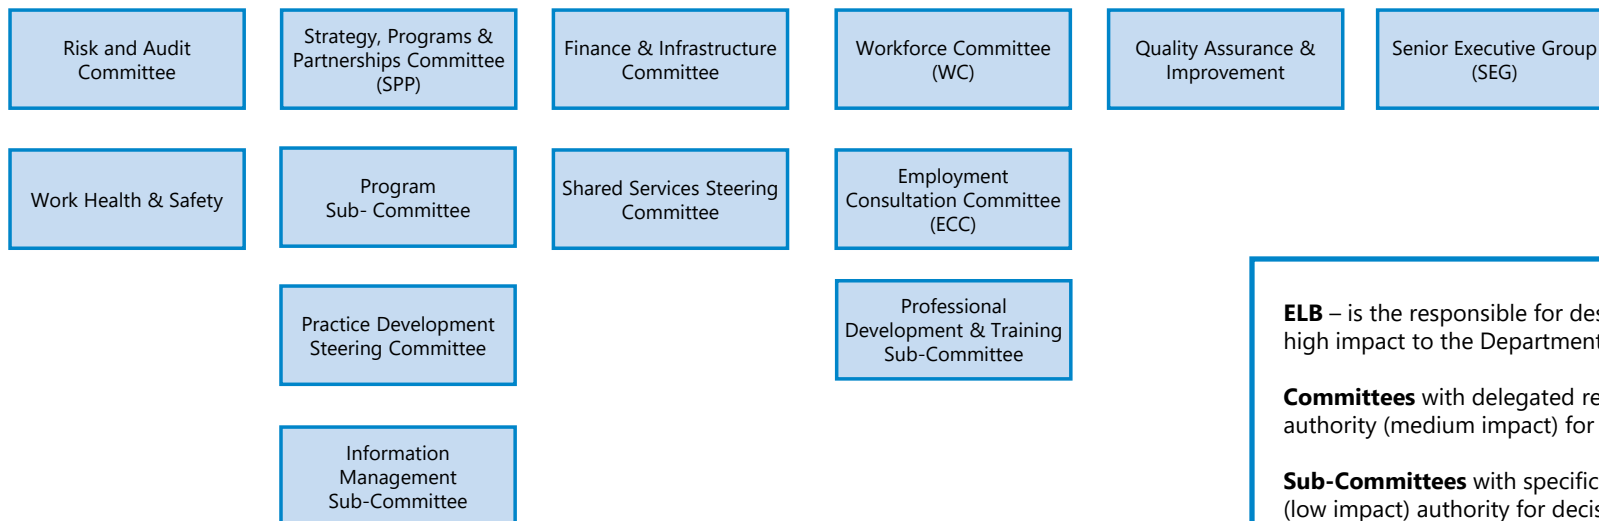 Risk and Audit
Committee
Strategy, Programs &
Partnerships Committee
(SPP)
Finance & Infrastructure
Committee
Workforce Committee
(WC)
Quality Assurance &
Improvement
Senior Executive Group
(SEG)
Work Health & Safety
Program
Sub- Committee
Shared Services Steering
Committee
Employment
Consultation Committee
(ECC)
Practice Development
Steering Committee
Professional
Development & Training
Sub-Committee
Information
Management
Sub-Committee
ELB – is the responsible for des
high impact to the Department
Committees with delegated re
authority (medium impact) for
Sub-Committees with specific
(low impact) authority for decis